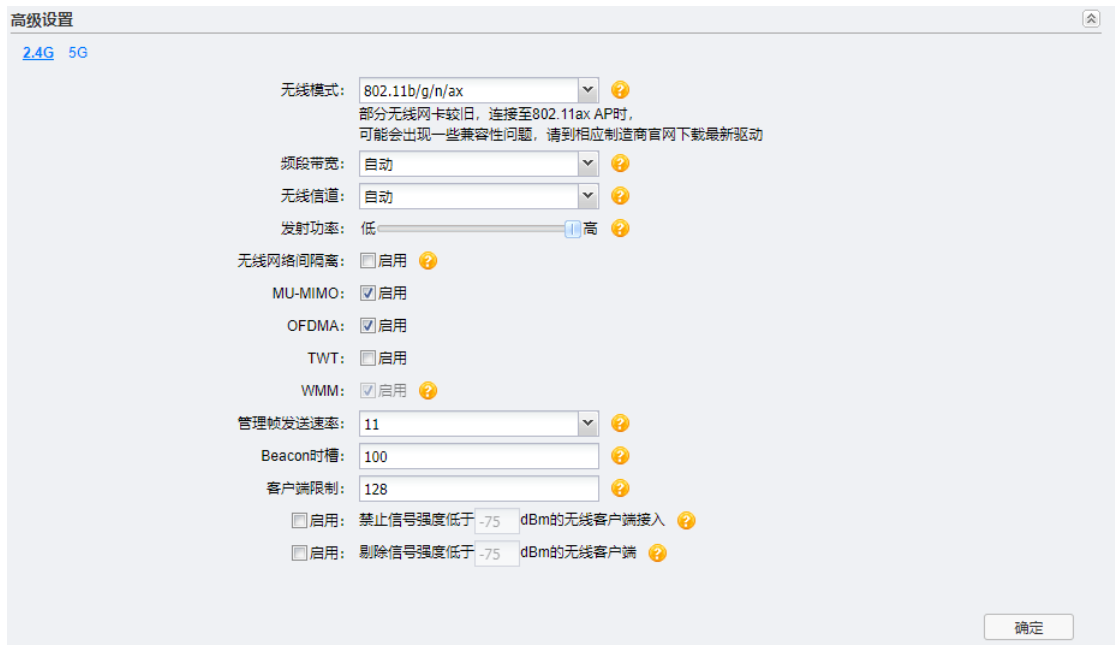 高级设置
2.4G 5G
无线模式： 802.11b/g/n/ax ?
部分无线网卡较旧，连接至802.11ax AP时，
可能会出现一些兼容性问题，请到相应制造商官网下载最新驱动
频段带宽： 自动 ?
无线信道： 自动 ?
发射功率： 低 高 ?
无线网络间隔离： 启用 ?
MU-MIMO： 启用
OFDMA： 启用
TWT： 启用
WMM： 启用 ?
管理帧发送速率： 11 ?
Beacon时槽： 100 ?
客户端限制： 128 ?
启用： 禁止信号强度低于 -75 dBm的无线客户端接入 ?
启用： 剔除信号强度低于 -75 dBm的无线客户端 ?
确定